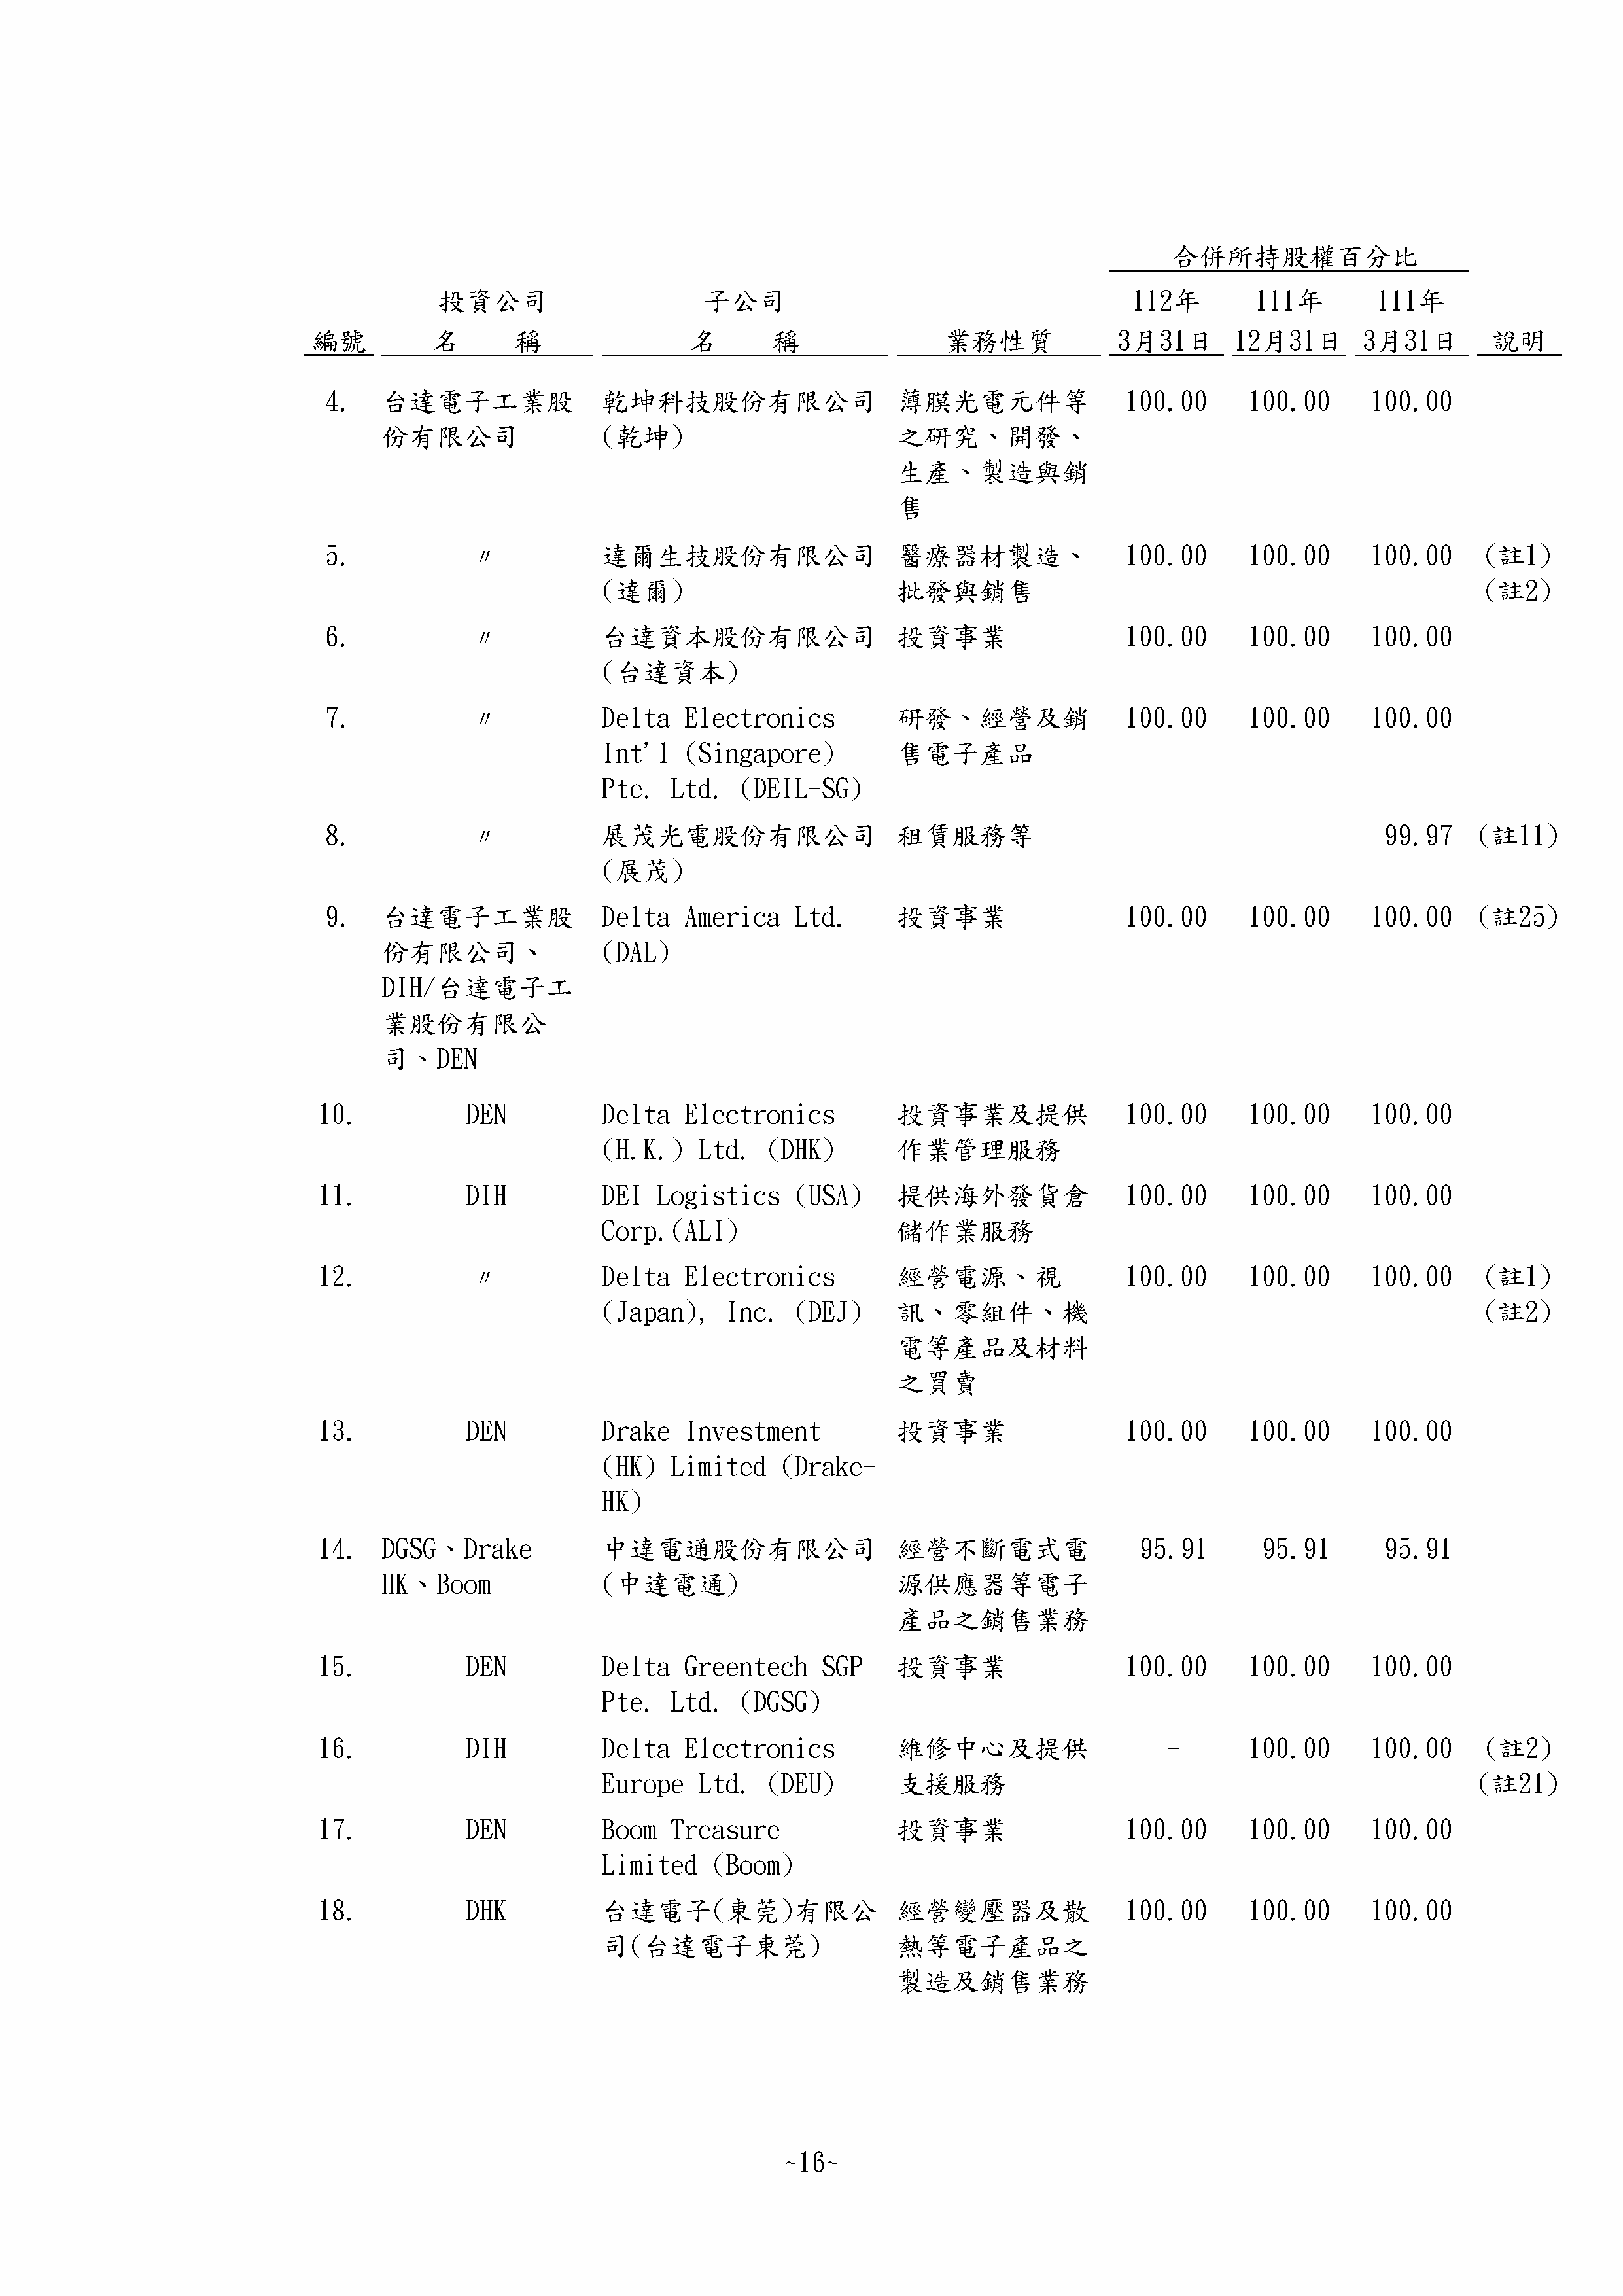 合併所持股權百分比
投資公司 子公司 112年 111年 111年
編號 名 稱 名 稱 業務性質 3月31日 12月31日 3月31日 說明
4. 台達電子工業股 乾坤科技股份有限公司 薄膜光電元件等 100.00 100.00 100.00
份有限公司 (乾坤) 之研究、開發、
生產、製造與銷
售
5. 〃 達爾生技股份有限公司 醫療器材製造、 100.00 100.00 100.00 (註1)
(達爾) 批發與銷售 (註2)
6. 〃 台達資本股份有限公司 投資事業 100.00 100.00 100.00
(台達資本)
7. 〃 Delta Electronics 研發、經營及銷 100.00 100.00 100.00
Int'l (Singapore) 售電子產品
Pte. Ltd. (DEIL-SG)
8. 〃 展茂光電股份有限公司 租賃服務等 - - 99.97 (註11)
(展茂)
9. 台達電子工業股 Delta America Ltd. 投資事業 100.00 100.00 100.00 (註25)
份有限公司、 (DAL)
DIH/台達電子工
業股份有限公
司、DEN
10. DEN Delta Electronics 投資事業及提供 100.00 100.00 100.00
(H.K.) Ltd. (DHK) 作業管理服務
11. DIH DEI Logistics (USA) 提供海外發貨倉 100.00 100.00 100.00
Corp.(ALI) 儲作業服務
12. 〃 Delta Electronics 經營電源、視 100.00 100.00 100.00 (註1)
(Japan), Inc. (DEJ) 訊、零組件、機 (註2)
電等產品及材料
之買賣
13. DEN Drake Investment 投資事業 100.00 100.00 100.00
(HK) Limited (Drake-
HK)
14. DGSG、Drake- 中達電通股份有限公司 經營不斷電式電 95.91 95.91 95.91
HK、Boom (中達電通) 源供應器等電子
產品之銷售業務
15. DEN Delta Greentech SGP 投資事業 100.00 100.00 100.00
Pte. Ltd. (DGSG)
16. DIH Delta Electronics 維修中心及提供 - 100.00 100.00 (註2)
Europe Ltd. (DEU) 支援服務 (註21)
17. DEN Boom Treasure 投資事業 100.00 100.00 100.00
Limited (Boom)
18. DHK 台達電子(東莞)有限公 經營變壓器及散 100.00 100.00 100.00
司(台達電子東莞) 熱等電子產品之
製造及銷售業務
~16~